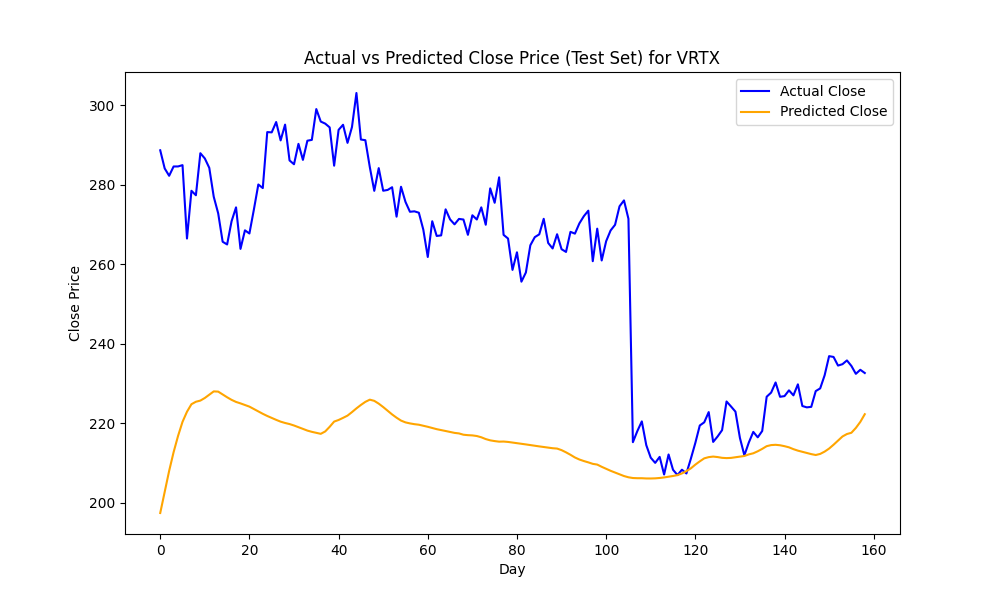 Actual vs Predicted Close Price (Test Set) for VRTX
Actual Close
Predicted Close
Close Price
300
280
260
240
220
200
0 20 40 60 80 100 120 140 160
Day